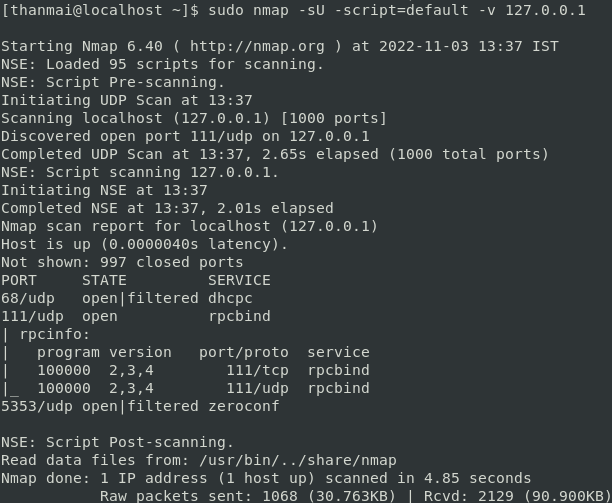 [thanmai@localhost ~]$ sudo nmap -sU -script=default -v 127.0.0.1

Starting Nmap 6.40 ( http://nmap.org ) at 2022-11-03 13:37 IST
NSE: Loaded 95 scripts for scanning.
NSE: Script Pre-scanning.
Initiating UDP Scan at 13:37
Scanning localhost (127.0.0.1) [1000 ports]
Discovered open port 111/udp on 127.0.0.1
Completed UDP Scan at 13:37, 2.65s elapsed (1000 total ports)
NSE: Script scanning 127.0.0.1.
Initiating NSE at 13:37
Completed NSE at 13:37, 2.01s elapsed
Nmap scan report for localhost (127.0.0.1)
Host is up (0.0000040s latency).
Not shown: 997 closed ports
PORT     STATE         SERVICE
68/udp   open|filtered dhcpc
111/udp  open          rpcbind
| rpcinfo:
|   program version   port/proto  service
|   100000  2,3,4        111/tcp  rpcbind
|_  100000  2,3,4        111/udp  rpcbind
5353/udp open|filtered zeroconf

NSE: Script Post-scanning.
Read data files from: /usr/bin/../share/nmap
Nmap done: 1 IP address (1 host up) scanned in 4.85 seconds
           Raw packets sent: 1068 (30.763KB) | Rcvd: 2129 (90.900KB)